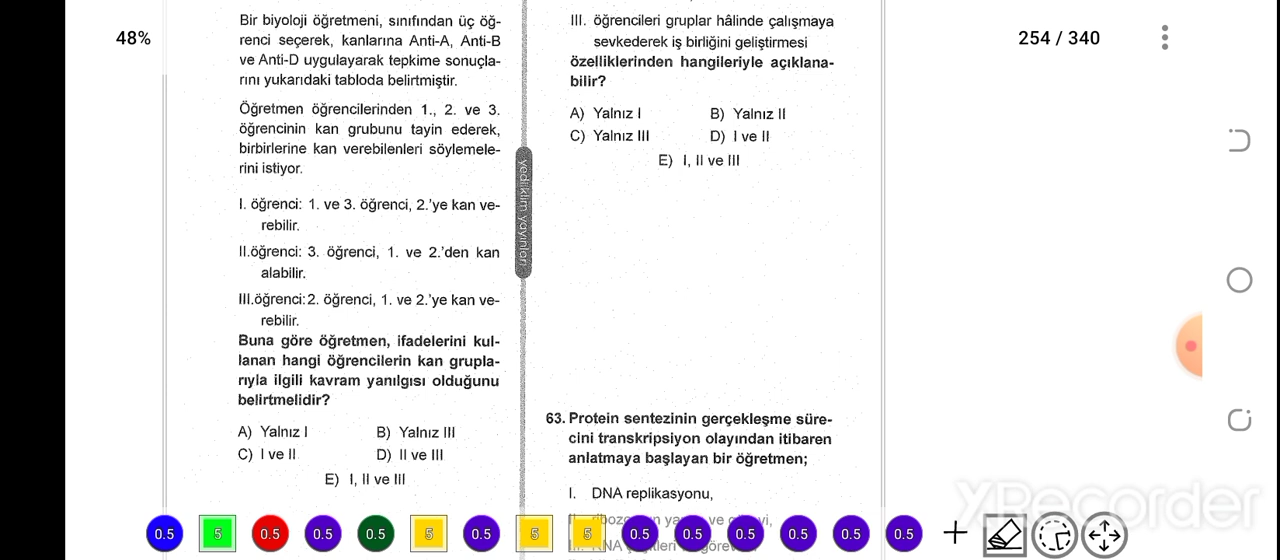 48%
254 / 340
Bir biyoloji öğretmeni, sınıfından üç öğ-
renci seçerek, kanlarına Anti-A, Anti-B
ve Anti-D uygulayarak tepkime sonuçla-
rını yukarıdaki tabloda belirtmiştir.
Öğretmen öğrencilerinden 1., 2. ve 3.
öğrencinin kan grubunu tayin ederek,
birbirlerine kan verebilenleri söylemele-
rini istiyor.
I. öğrenci: 1. ve 3. öğrenci, 2.'ye kan ve-
rebilir.
II.öğrenci: 3. öğrenci, 1. ve 2.'den kan
alabilir.
III.öğrenci: 2. öğrenci, 1. ve 2.'ye kan ve-
rebilir.
Buna göre öğretmen, ifadelerini kul-
lanan hangi öğrencilerin kan grupla-
rıyla ilgili kavram yanılgısı olduğunu
belirtmelidir?
A) Yalnız I B) Yalnız III
C) I ve II D) II ve III
E) I, II ve III
yediiklim yayınları
III. öğrencileri gruplar hâlinde çalışmaya
sevkederek iş birliğini geliştirmesi
özelliklerinden hangileriyle açıklana-
bilir?
A) Yalnız I B) Yalnız II
C) Yalnız III D) I ve II
E) I, II ve III
63. Protein sentezinin gerçekleşme süre-
cini transkripsiyon olayından itibaren
anlatmaya başlayan bir öğretmen;
I. DNA replikasyonu,
ve
0.5 5 0.5 0.5 0.5 5 0.5 5 5 0.5 0.5 0.5 0.5 0.5 0.5
XRecorder